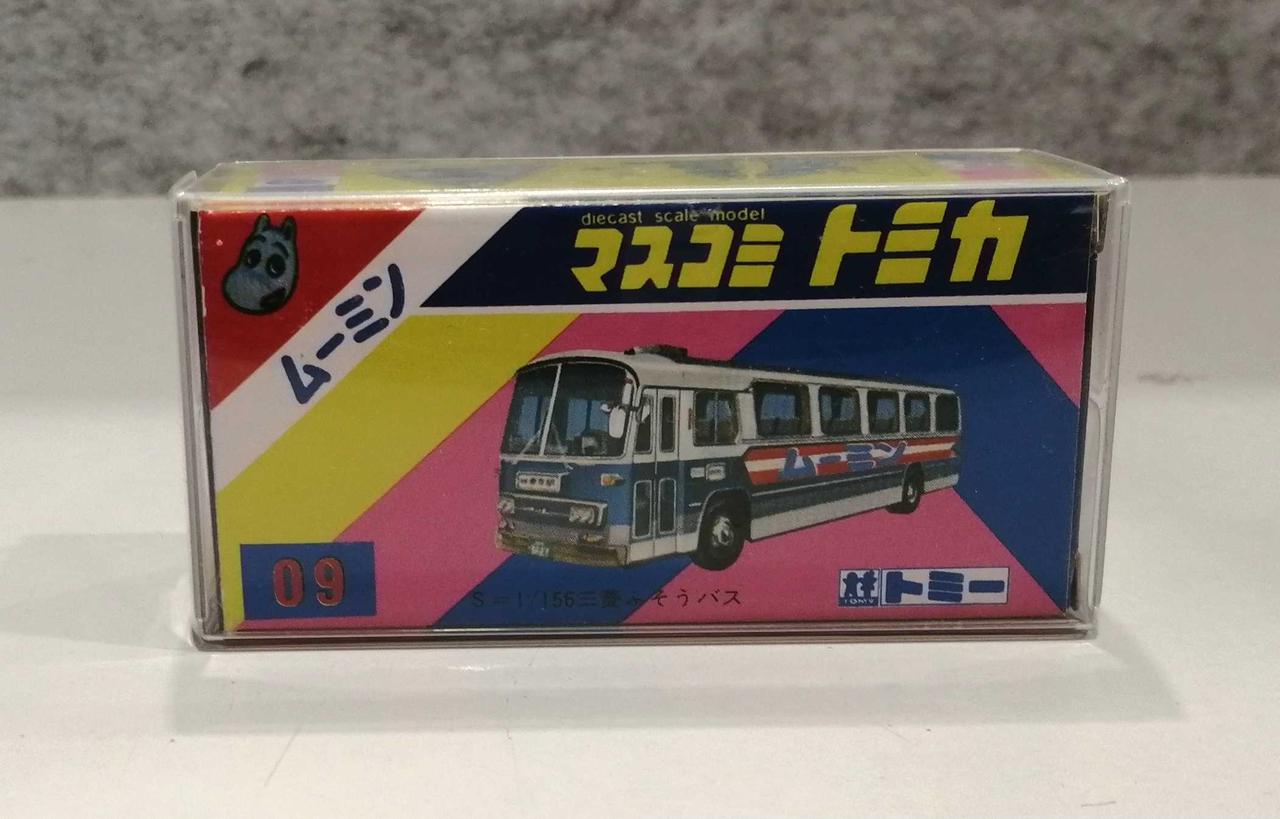 diecast scale model
マスコミ トミカ
ムーミン
ムーミン
09
S=1/156三菱ふそうバス
TOMY
トミー